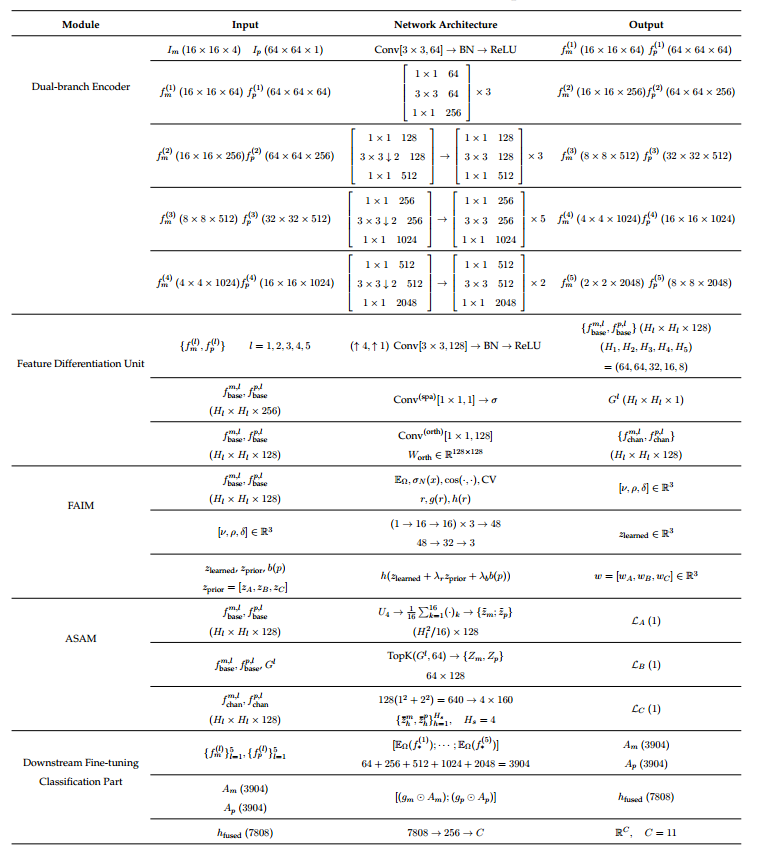 Module Input Network Architecture Output
Dual-branch Encoder
I_m (16 × 16 × 4) I_p (64 × 64 × 1) Conv[3 × 3, 64] → BN → ReLU f_m^(1) (16 × 16 × 64) f_p^(1) (64 × 64 × 64)
f_m^(1) (16 × 16 × 64) f_p^(1) (64 × 64 × 64) [1 × 1 64; 3 × 3 64; 1 × 1 256] × 3 f_m^(2) (16 × 16 × 256) f_p^(2) (64 × 64 × 256)
f_m^(2) (16 × 16 × 256) f_p^(2) (64 × 64 × 256) [1 × 1 128; 3 × 3 ↓ 2 128; 1 × 1 512] → [1 × 1 128; 3 × 3 128; 1 × 1 512] × 3 f_m^(3) (8 × 8 × 512) f_p^(3) (32 × 32 × 512)
f_m^(3) (8 × 8 × 512) f_p^(3) (32 × 32 × 512) [1 × 1 256; 3 × 3 ↓ 2 256; 1 × 1 1024] → [1 × 1 256; 3 × 3 256; 1 × 1 1024] × 5 f_m^(4) (4 × 4 × 1024) f_p^(4) (16 × 16 × 1024)
f_m^(4) (4 × 4 × 1024) f_p^(4) (16 × 16 × 1024) [1 × 1 512; 3 × 3 ↓ 2 512; 1 × 1 2048] → [1 × 1 512; 3 × 3 512; 1 × 1 2048] × 2 f_m^(5) (2 × 2 × 2048) f_p^(5) (8 × 8 × 2048)
Feature Differentiation Unit
{f_m^(l), f_p^(l)} l = 1, 2, 3, 4, 5 (↑ 4, ↑ 1) Conv[3 × 3, 128] → BN → ReLU {f_base^m,l, f_base^p,l} (H_l × H_l × 128)
(H_1, H_2, H_3, H_4, H_5)
= (64, 64, 32, 16, 8)
f_base^m,l, f_base^p,l
(H_l × H_l × 256) Conv^(spa)[1 × 1, 1] → σ G^l (H_l × H_l × 1)
f_base^m,l, f_base^p,l Conv^(orth)[1 × 1, 128] {f_chan^m,l, f_chan^p,l}
(H_l × H_l × 128) W_orth ∈ ℝ^128×128 (H_l × H_l × 128)
FAIM
f_base^m,l, f_base^p,l 𝔼_Ω, σ_N(x), cos(·, ·), CV [ν, ρ, δ] ∈ ℝ^3
(H_l × H_l × 128) r, g(r), h(r)
[ν, ρ, δ] ∈ ℝ^3 (1 → 16 → 16) × 3 → 48 z_learned ∈ ℝ^3
48 → 32 → 3
z_learned, z_prior, b(p) h(z_learned + λ_r z_prior + λ_b b(p)) w = [w_A, w_B, w_C] ∈ ℝ^3
z_prior = [z_A, z_B, z_C]
ASAM
f_base^m,l, f_base^p,l U_4 → 1/16 ∑_{k=1}^{16} (·)_k → {z̄_m; z̄_p} ℒ_A (1)
(H_l × H_l × 128) (H_l^2/16) × 128
f_base^m,l, f_base^p,l, G^l TopK(G^l, 64) → {Z_m, Z_p} ℒ_B (1)
64 × 128
f_chan^m,l, f_chan^p,l 128(1^2 + 2^2) = 640 → 4 × 160 ℒ_C (1)
(H_l × H_l × 128) {z̄_h^m, z̄_h^p}_{h=1}^{H_s}, H_s = 4
Downstream Fine-tuning
Classification Part
{f_m^(l)}_{l=1}^5, {f_p^(l)}_{l=1}^5 [𝔼_Ω(f_*^(1)); ··· ; 𝔼_Ω(f_*^(5))] A_m (3904)
64 + 256 + 512 + 1024 + 2048 = 3904 A_p (3904)
A_m (3904) [(g_m ⊙ A_m); (g_p ⊙ A_p)] h_fused (7808)
A_p (3904)
h_fused (7808) 7808 → 256 → C ℝ^C, C = 11